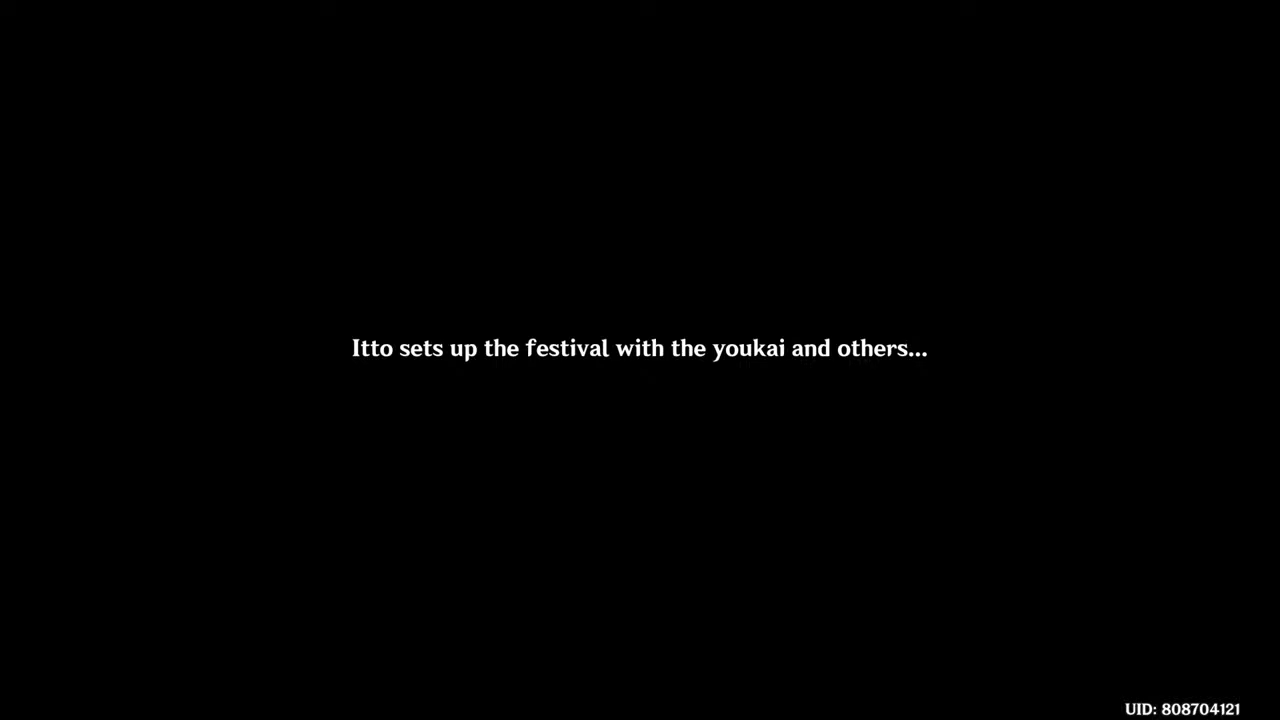 Itto sets up the festival with the youkai and others...
UID: 808704121